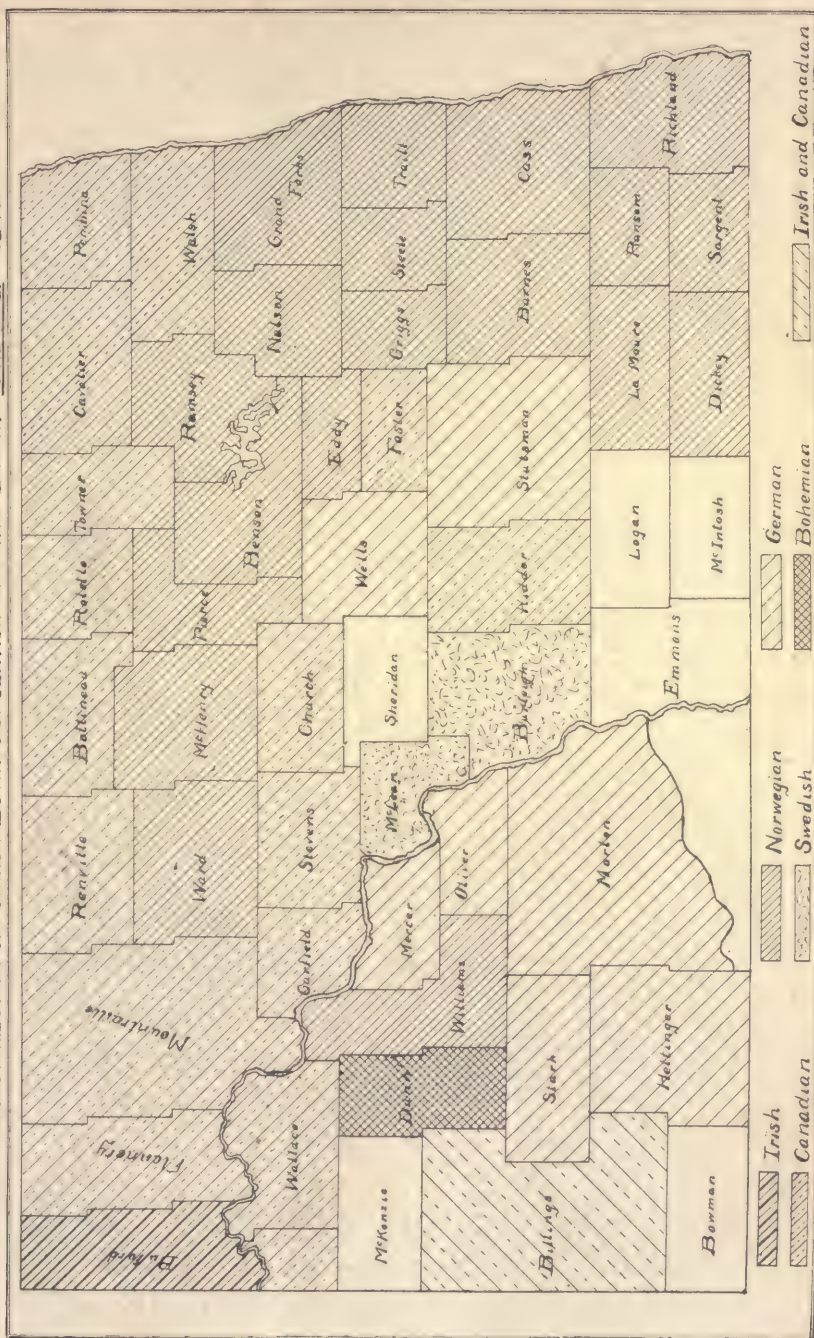 Buford
Flannery
Mountraille
Renville
Bottineau
Rolette
Towner
Cavalier
Pembina
Ward
McHenry
Pierce
Benson
Ramsey
Walsh
Nelson
Grand
Forks
Wallace
Garfield
Stevens
Church
Wells
Eddy
Foster
Griggs
Steele
Traill
McKenzie
Dunn
Williams
Mercer
McLean
Sheridan
Oliver
Burleigh
Kidder
Stutsman
Barnes
Cass
Billings
Stark
Morton
Hettinger
Bowman
Emmons
Logan
McIntosh
La Moure
Dickey
Ransom
Sargent
Richland
Irish
Norwegian
German
Irish and Canadian
Canadian
Swedish
Bohemian